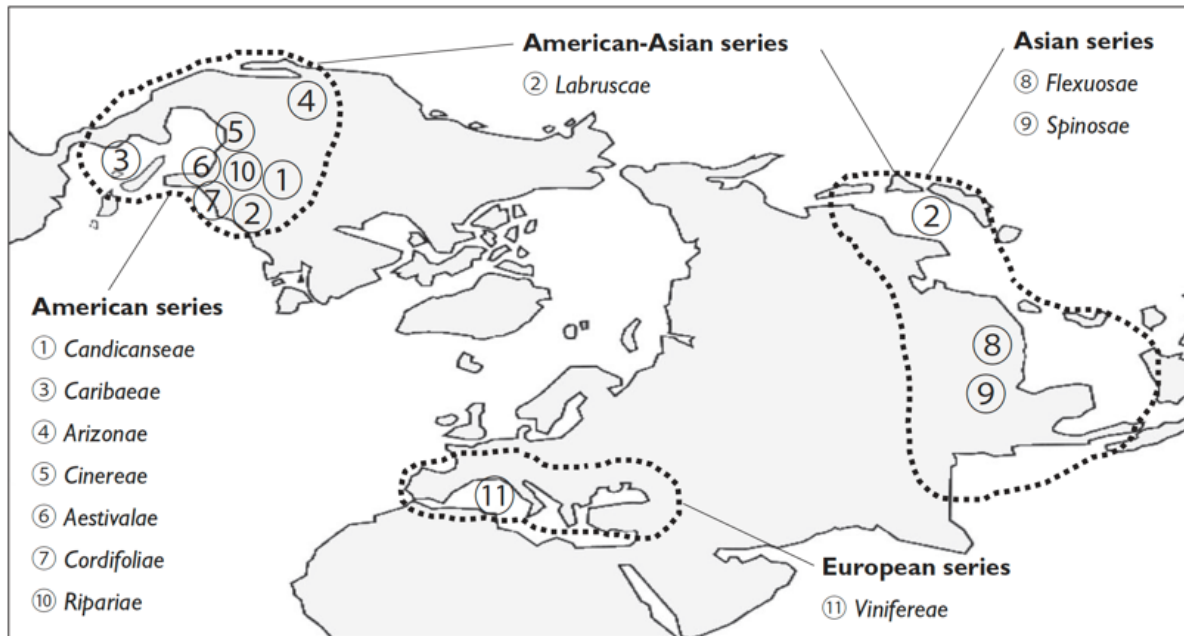 American-Asian series
② Labruscae
Asian series
⑧ Flexuosae
⑨ Spinosae
④
⑤
③
⑥
⑩
①
⑦
②
②
American series
① Candicanseae
③ Caribaeae
④ Arizonae
⑤ Cinereae
⑥ Aestivalae
⑦ Cordifoliae
⑩ Ripariae
⑧
⑨
⑪
European series
⑪ Vinifereae